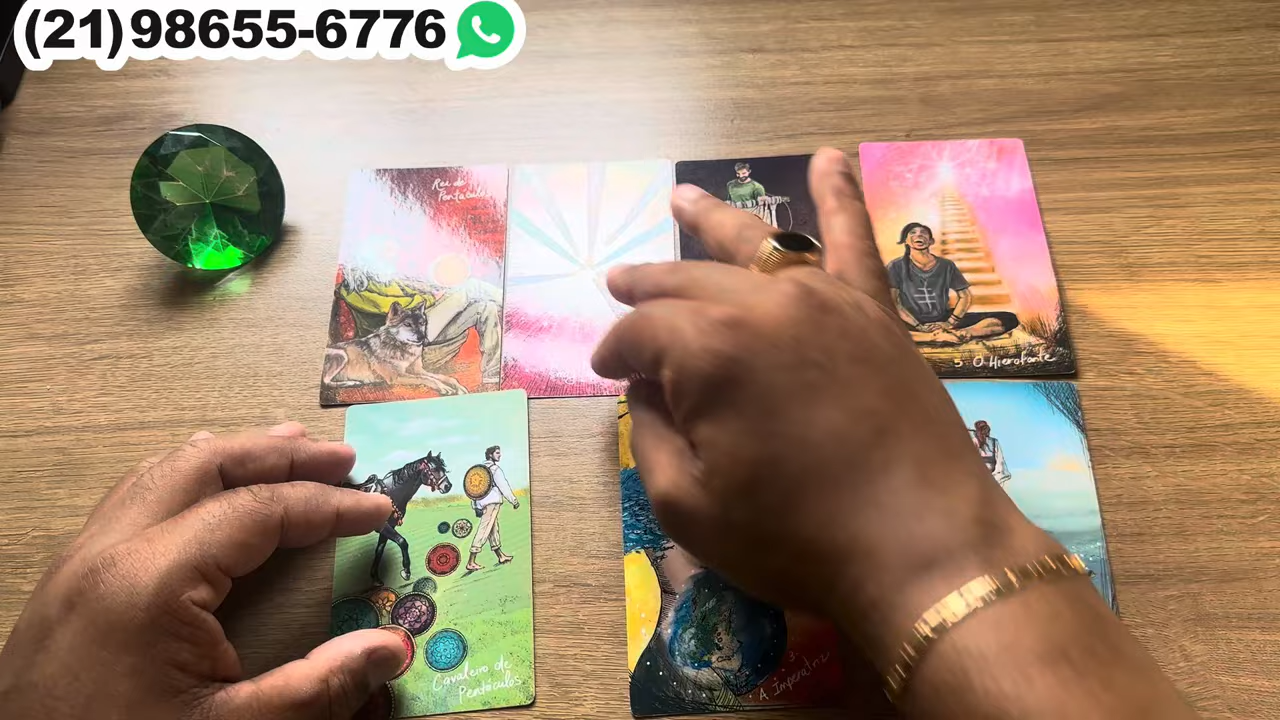 (21)98655-6776
Rei de
Pentáculos
5 O Hierofante
Cavaleiro de
Pentáculos
3
A Imperatriz